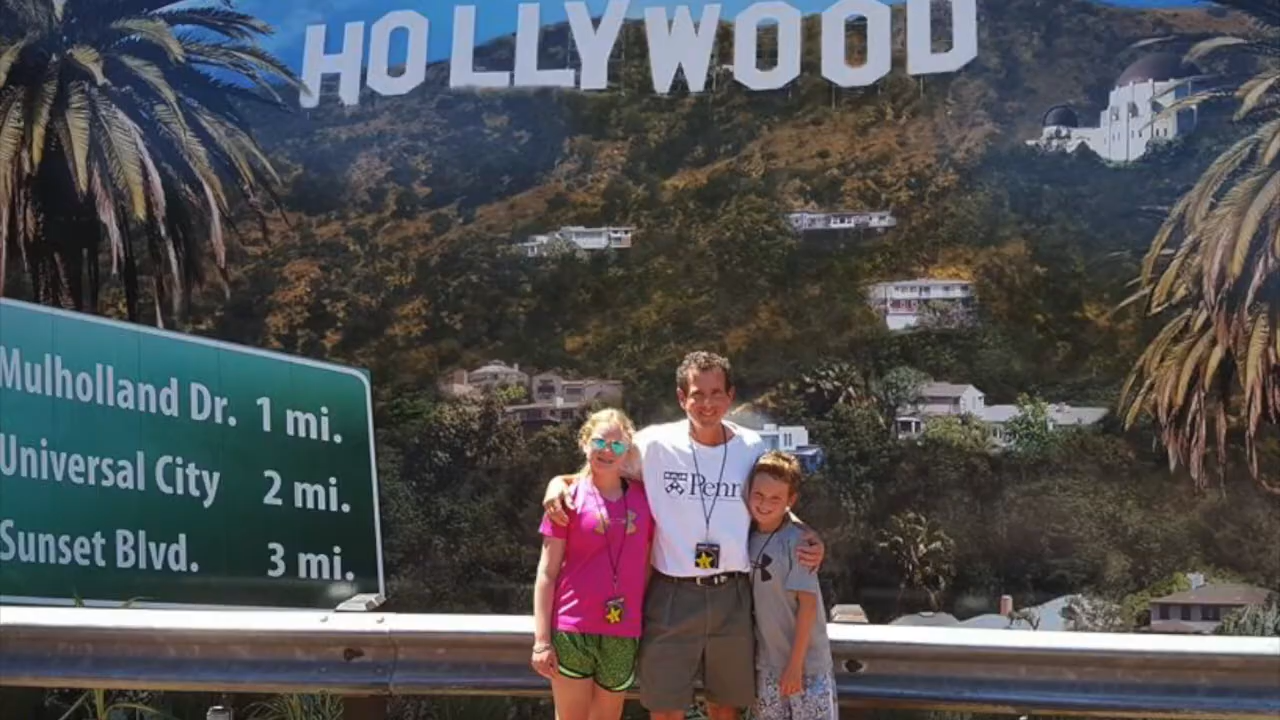 HOLLYWOOD
Mulholland Dr. 1 mi.
Universal City 2 mi.
Sunset Blvd. 3 mi.
Penn